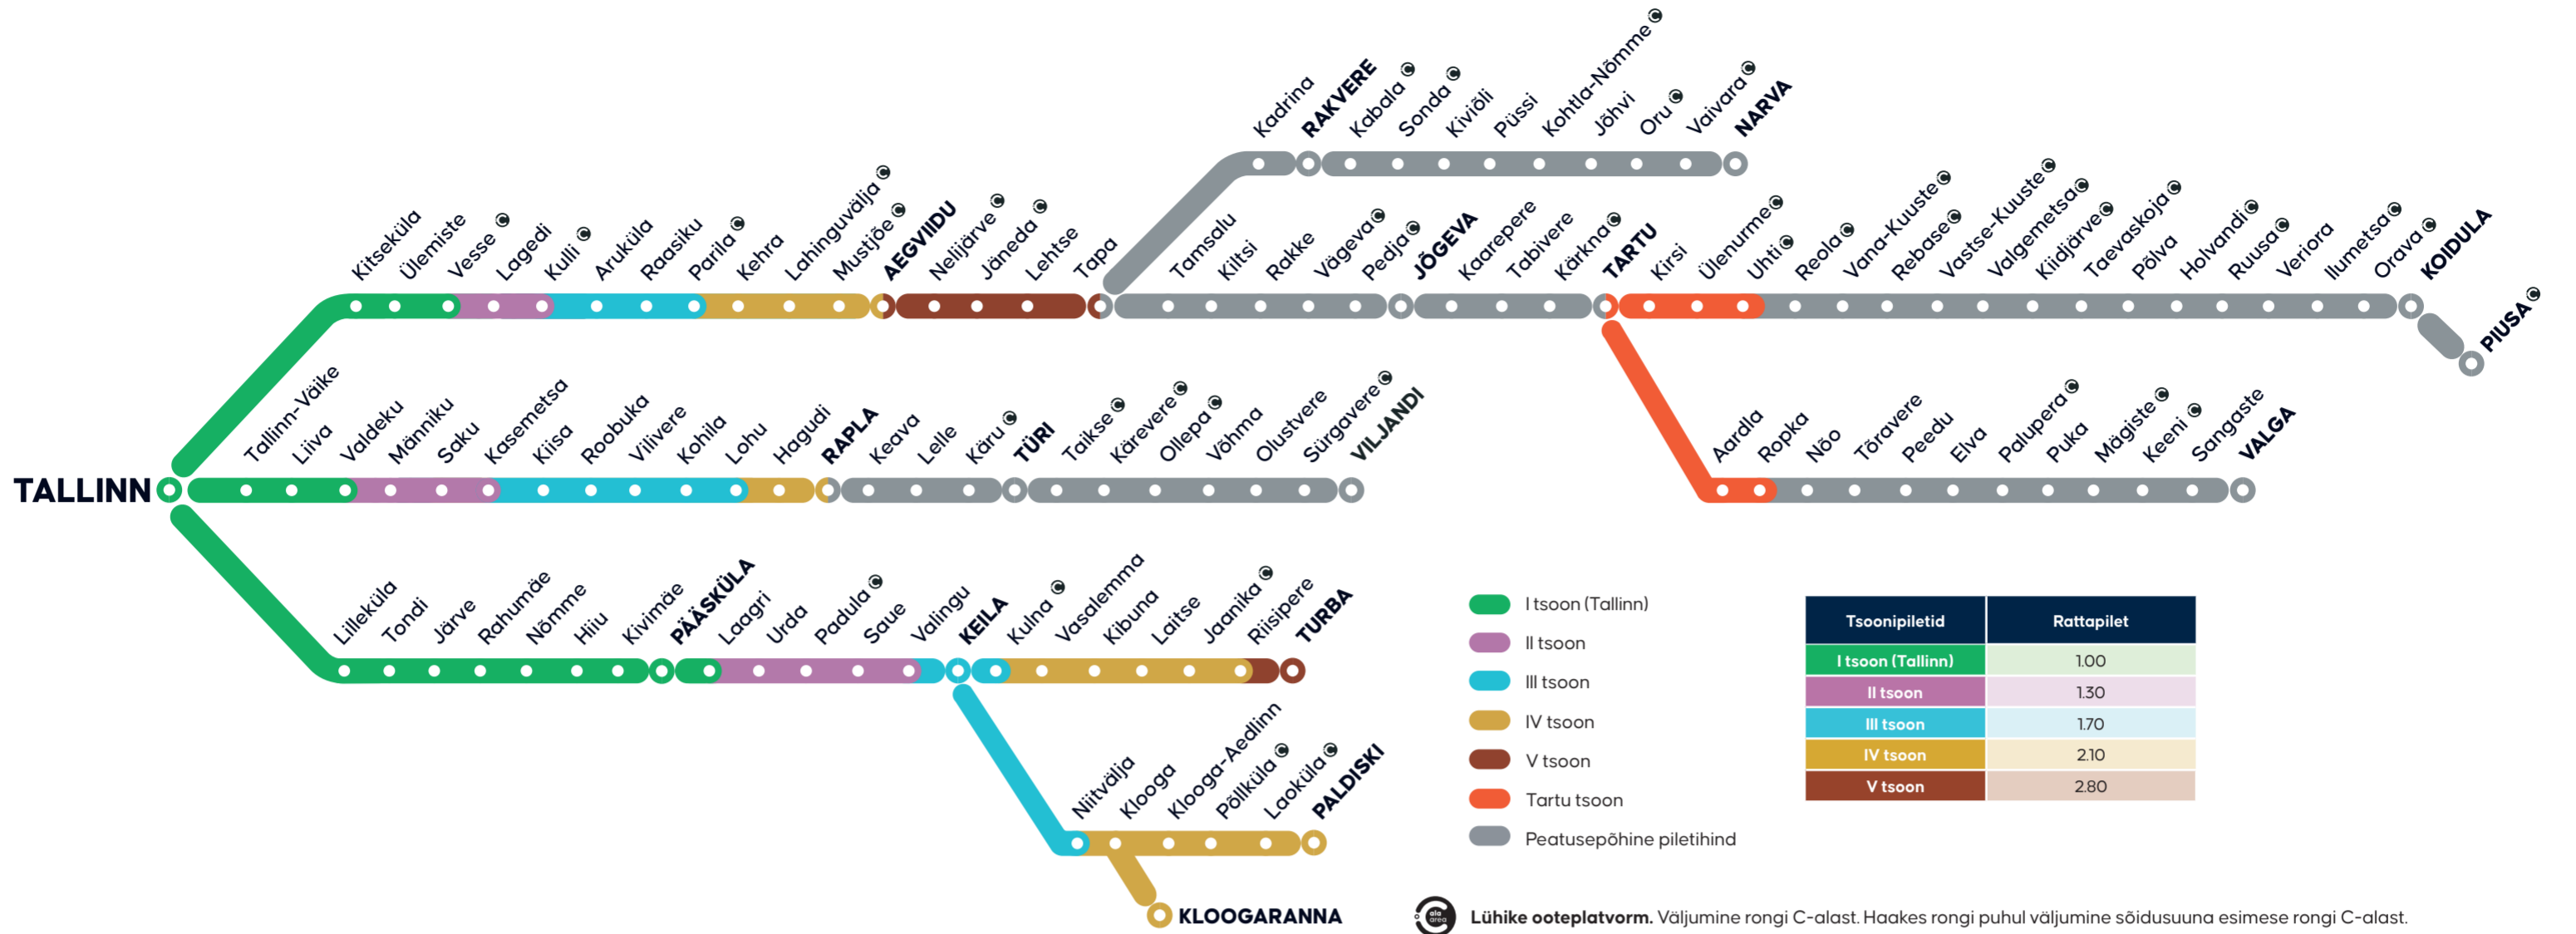 Kadrina
RAKVERE
Kabala
Sonda
Kiviõli
Püssi
Kohtla-Nõmme
Jõhvi
Oru
Vaivara
NARVA
Kitseküla
Ülemiste
Vesse
Lagedi
Kulli
Aruküla
Raasiku
Parila
Kehra
Lahinguvälja
Mustjõe
AEGVIIDU
Nelijärve
Jäneda
Lehtse
Tapa
Tamsalu
Kiltsi
Rakke
Vägeva
Pedja
JÕGEVA
Kaarepere
Tabivere
Kärkna
TARTU
Kirsi
Ülenurme
Uhti
Reola
Vana-Kuuste
Rebase
Vastse-Kuuste
Valgemetsa
Kiidjärve
Taevaskoja
Põlva
Holvandi
Ruusa
Veriora
Ilumetsa
Orava
KOIDULA
PIUSA
TALLINN
Tallinn-Väike
Liiva
Valdeku
Männiku
Saku
Kasemetsa
Kiisa
Roobuka
Vilivere
Kohila
Lohu
Hagudi
RAPLA
Keava
Lelle
Käru
TÜRI
Taikse
Kärevere
Ollepa
Võhma
Olustvere
Sürgavere
VILJANDI
Aardla
Ropka
Nõo
Tõravere
Peedu
Elva
Palupera
Puka
Mägiste
Keeni
Sangaste
VALGA
Lilleküla
Tondi
Järve
Rahumäe
Nõmme
Hiiu
Kivimäe
PÄÄSKÜLA
Laagri
Urda
Padula
Saue
Valingu
KEILA
Kulna
Vasalemma
Kibuna
Laitse
Jaanika
Riisipere
TURBA
Niitvälja
Klooga
Klooga-Aedlinn
Põllküla
Laoküla
PALDISKI
KLOOGARANNA
I tsoon (Tallinn)
II tsoon
III tsoon
IV tsoon
V tsoon
Tartu tsoon
Peatusepõhine piletihind
Tsoonipiletid Rattapilet
I tsoon (Tallinn) 1.00
II tsoon 1.30
III tsoon 1.70
IV tsoon 2.10
V tsoon 2.80
C ala area
Lühike ooteplatvorm. Väljumine rongi C-alast. Haakes rongi puhul väljumine sõidusuuna esimese rongi C-alast.